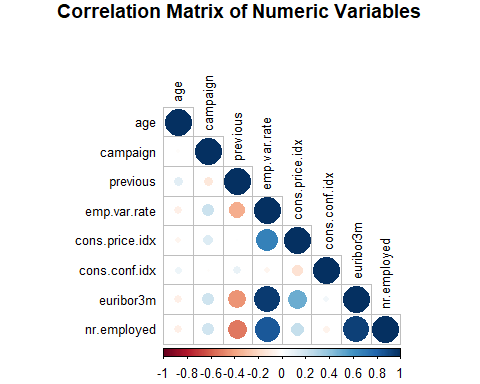 Correlation Matrix of Numeric Variables
age
campaign
previous
emp.var.rate
cons.price.idx
cons.conf.idx
euribor3m
nr.employed
age
campaign
previous
emp.var.rate
cons.price.idx
cons.conf.idx
euribor3m
nr.employed
-1 -0.8 -0.6 -0.4 -0.2 0 0.2 0.4 0.6 0.8 1